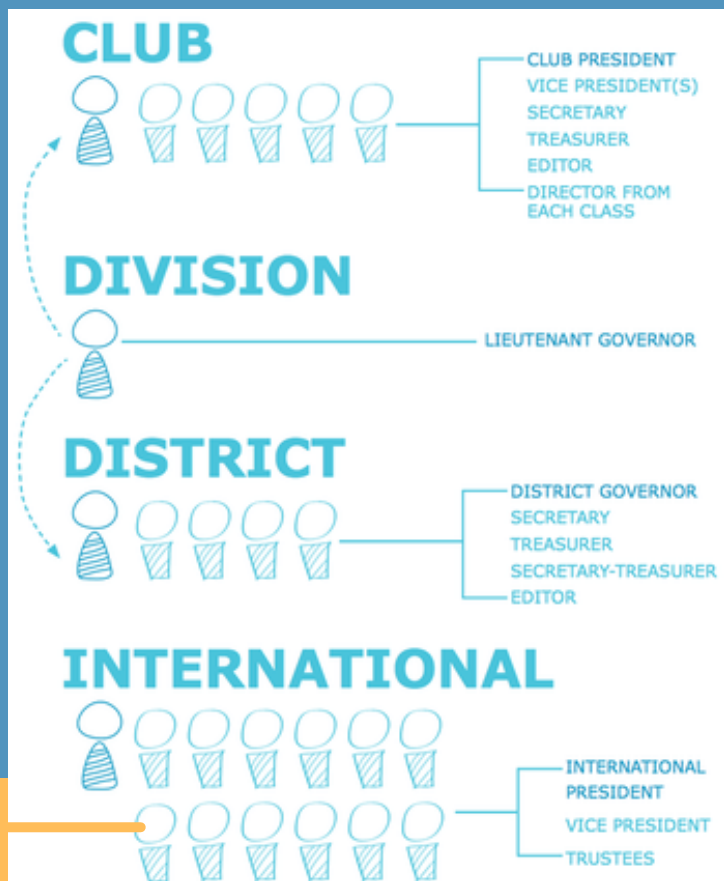 CLUB
CLUB PRESIDENT
VICE PRESIDENT(S)
SECRETARY
TREASURER
EDITOR
DIRECTOR FROM
EACH CLASS
DIVISION
LIEUTENANT GOVERNOR
DISTRICT
DISTRICT GOVERNOR
SECRETARY
TREASURER
SECRETARY-TREASURER
EDITOR
INTERNATIONAL
INTERNATIONAL
PRESIDENT
VICE PRESIDENT
TRUSTEES